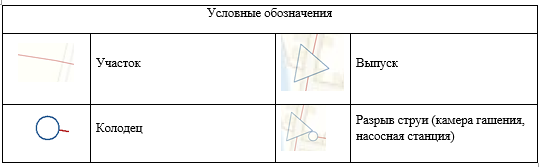 Условные обозначения
Участок
Выпуск
Колодец
Разрыв струи (камера гашения,
насосная станция)